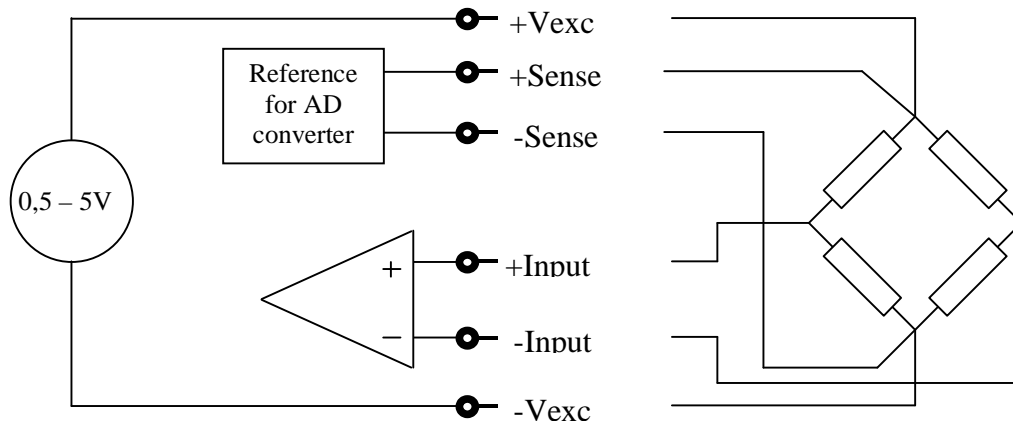 +Vexc
+Sense
Reference
for AD
converter
-Sense
0,5 – 5V
+
+Input
−
-Input
-Vexc